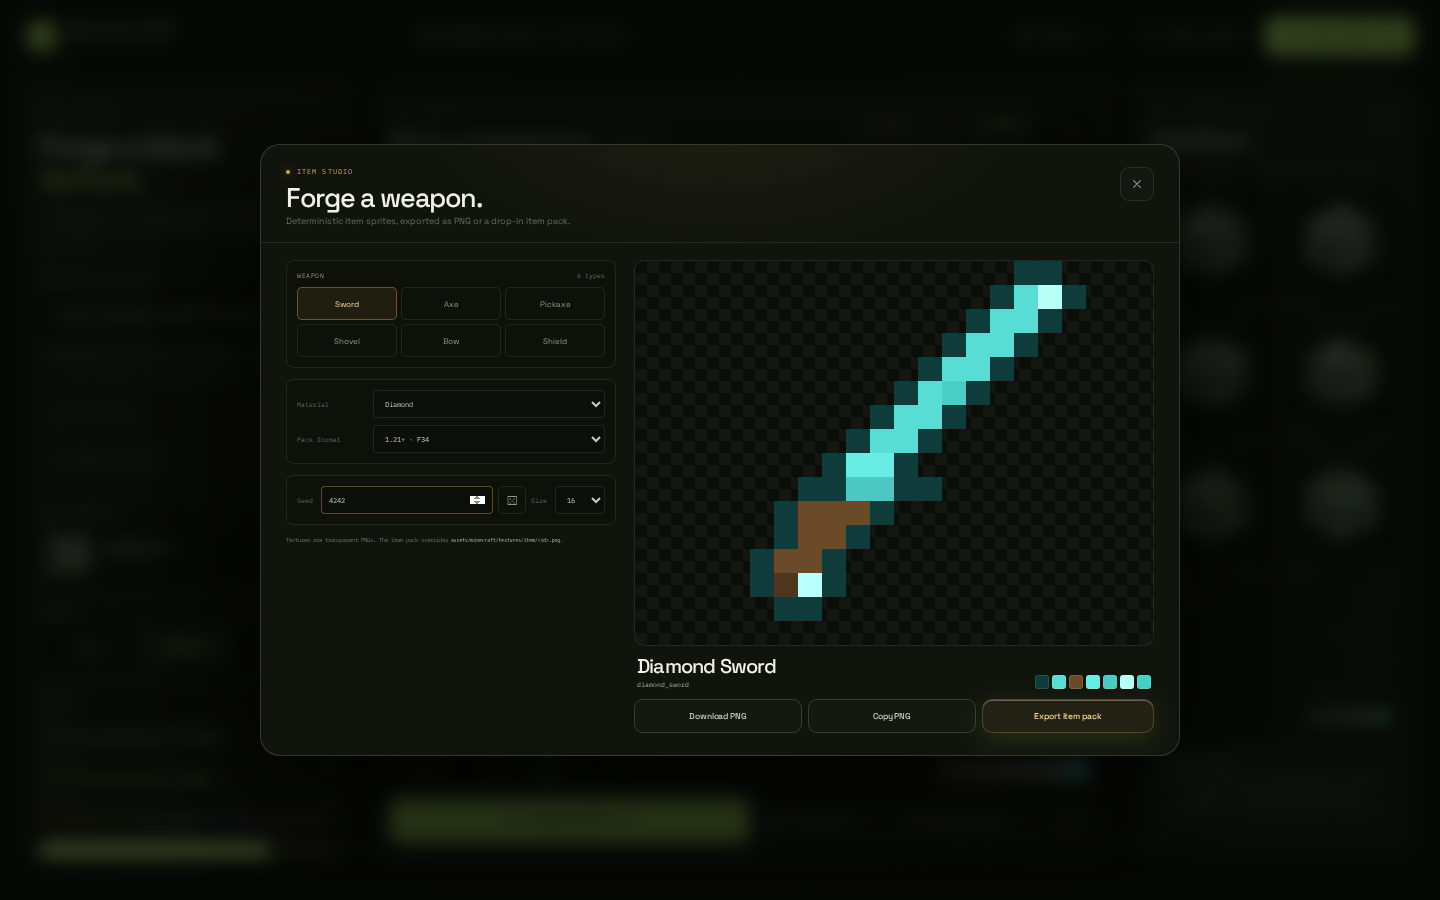 ITEM STUDIO
Forge a weapon.
Deterministic item sprites, exported as PNG or a drop-in item pack.
WEAPON
6 types
Sword
Axe
Pickaxe
Shovel
Bow
Shield
Material
Diamond
Pack format
1.21+ · F34
Seed
4242
Size
16
Textures are transparent PNGs. The item pack overrides assets/minecraft/textures/item/<id>.png.
Diamond Sword
diamond_sword
Download PNG
Copy PNG
Export item pack